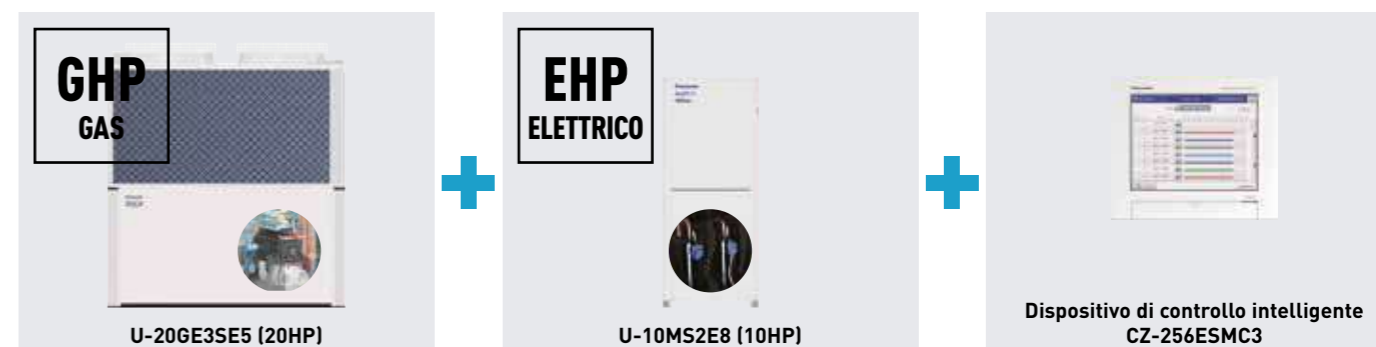 GHP
GAS
U-20GE3SE5 (20HP)
EHP
ELETTRICO
U-10MS2E8 (10HP)
Dispositivo di controllo intelligente
CZ-256ESMC3